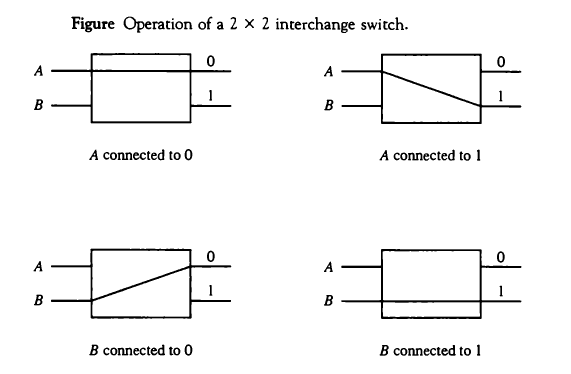 Figure Operation of a 2 × 2 interchange switch.
A 0
B 1
A connected to 0
A 0
B 1
A connected to 1
A 0
B 1
B connected to 0
A 0
B 1
B connected to 1